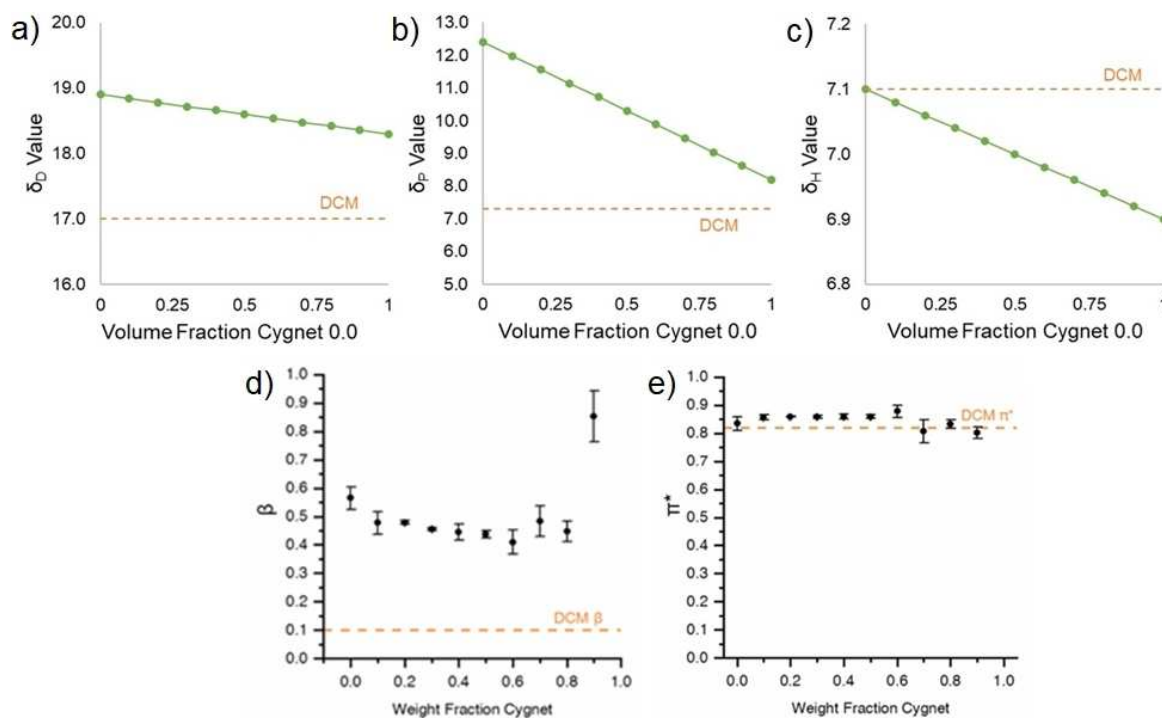 a)
20.0
19.0
18.0
17.0
16.0
δD Value
DCM
0 0.25 0.5 0.75 1
Volume Fraction Cygnet 0.0
b)
13.0
12.0
11.0
10.0
9.0
8.0
7.0
6.0
5.0
δP Value
DCM
0 0.25 0.5 0.75 1
Volume Fraction Cygnet 0.0
c)
7.2
7.1
7.0
6.9
6.8
δH Value
DCM
0 0.25 0.5 0.75 1
Volume Fraction Cygnet 0.0
d)
1.0
0.9
0.8
0.7
0.6
0.5
0.4
0.3
0.2
0.1
0.0
β
DCM β
0.0 0.2 0.4 0.6 0.8 1.0
Weight Fraction Cygnet
e)
1.0
0.9
0.8
0.7
0.6
0.5
0.4
0.3
0.2
0.1
0.0
π*
DCM π*
0.0 0.2 0.4 0.6 0.8 1.0
Weight Fraction Cygnet